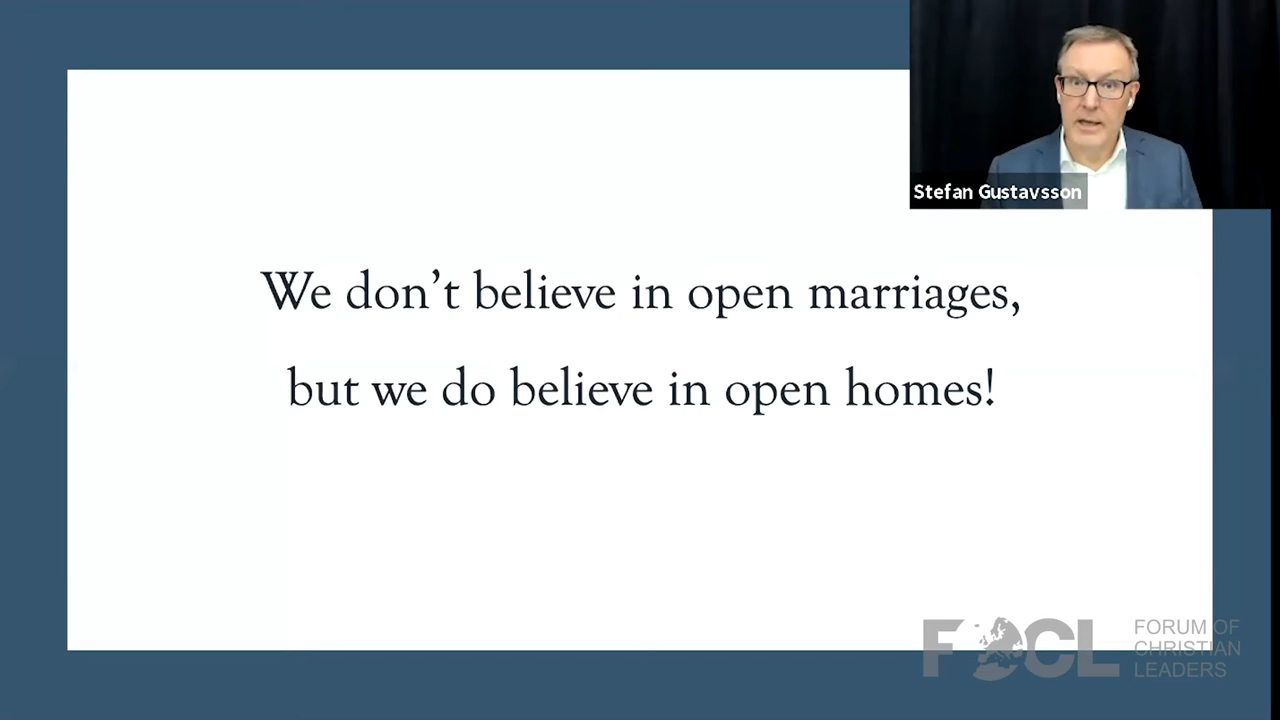 Stefan Gustavsson
We don't believe in open marriages,
but we do believe in open homes!
FOCL
FORUM OF
CHRISTIAN
LEADERS